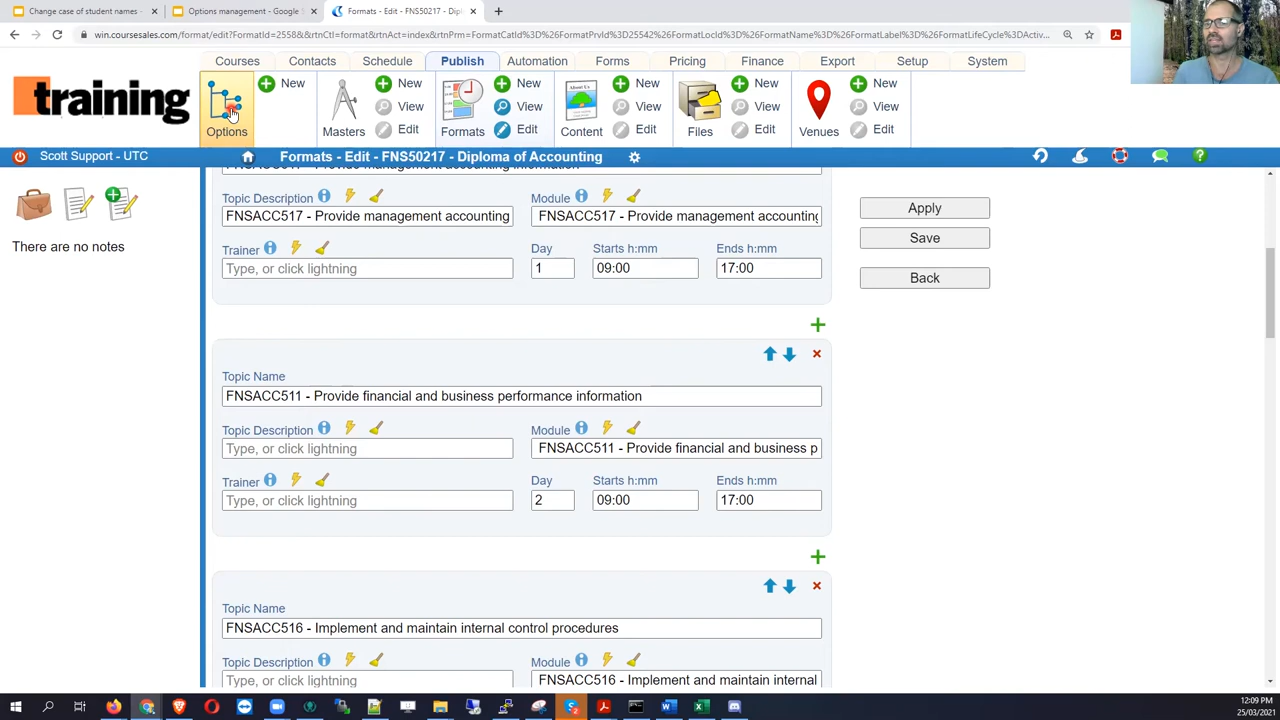 Change case of student names -
Options management - Google S
Formats - Edit - FNS50217 - Dipl
win.coursesales.com/format/edit?FormatId=2558&&rtnCtl=format&rtnAct=index&rtnPrm=FormatCatId%3D%26FormatPrvId%3D25542%26FormatLocId%3D%26FormatName%3D%26FormatLabel%3D%26FormatLifeCycle%3DActiv...
Courses Contacts Schedule Publish Automation Forms Pricing Finance Export Setup System
training
New New New New New New
View View View View View
Options Masters Edit Formats Edit Content Edit Files Edit Venues Edit
Scott Support - UTC
Formats - Edit - FNS50217 - Diploma of Accounting
There are no notes
Topic Description Module
FNSACC517 - Provide management accounting FNSACC517 - Provide management accounting
Trainer Day Starts h:mm Ends h:mm
Type, or click lightning 1 09:00 17:00
Apply
Save
Back
Topic Name
FNSACC511 - Provide financial and business performance information
Topic Description Module
Type, or click lightning FNSACC511 - Provide financial and business p
Trainer Day Starts h:mm Ends h:mm
Type, or click lightning 2 09:00 17:00
Topic Name
FNSACC516 - Implement and maintain internal control procedures
Topic Description Module
Type, or click lightning FNSACC516 - Implement and maintain internal
12:09 PM
25/03/2021